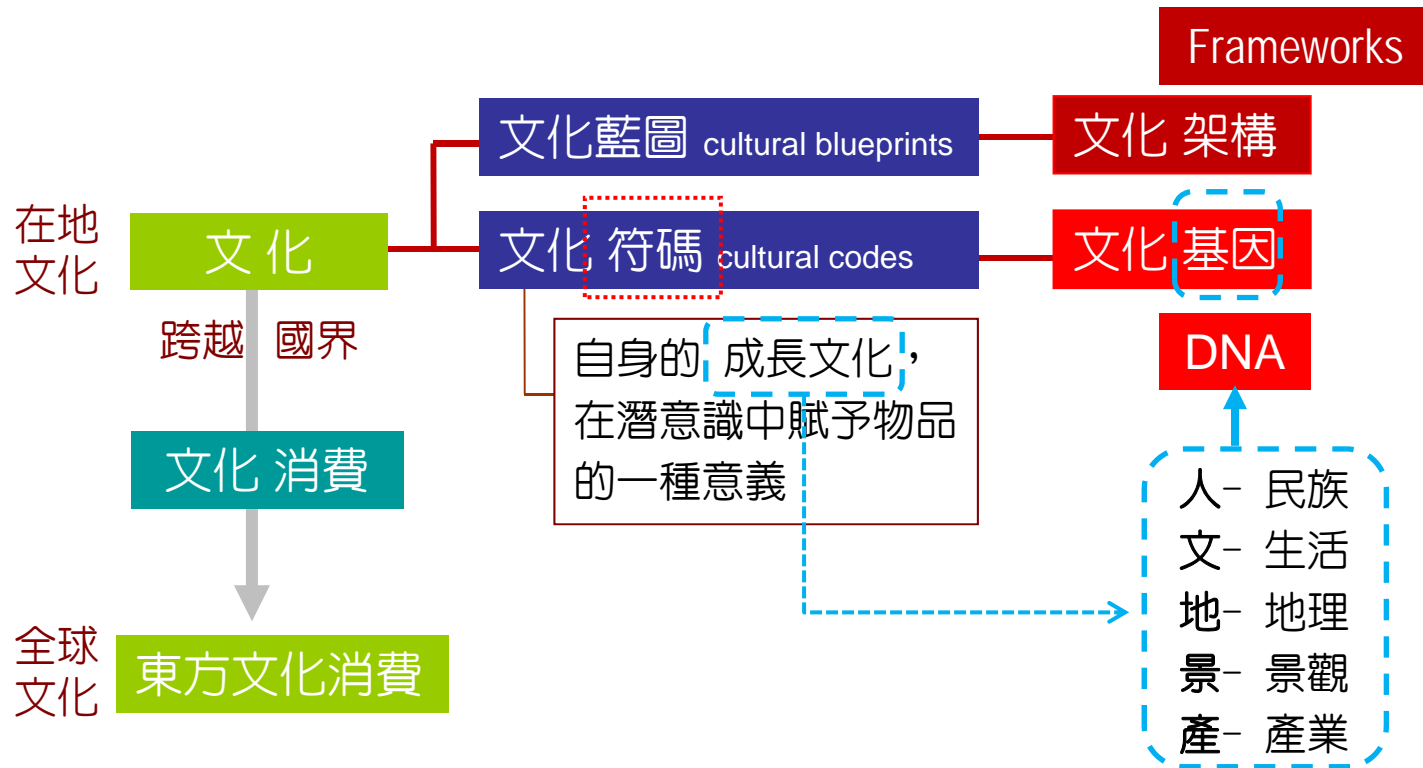 Frameworks
文化藍圖 cultural blueprints
文化 架構
在地
文化
文化
文化 符碼 cultural codes
文化 基因
跨越 國界
自身的 成長文化，
在潛意識中賦予物品
的一種意義
DNA
文化 消費
人- 民族
文- 生活
地- 地理
景- 景觀
產- 產業
全球
文化
東方文化消費